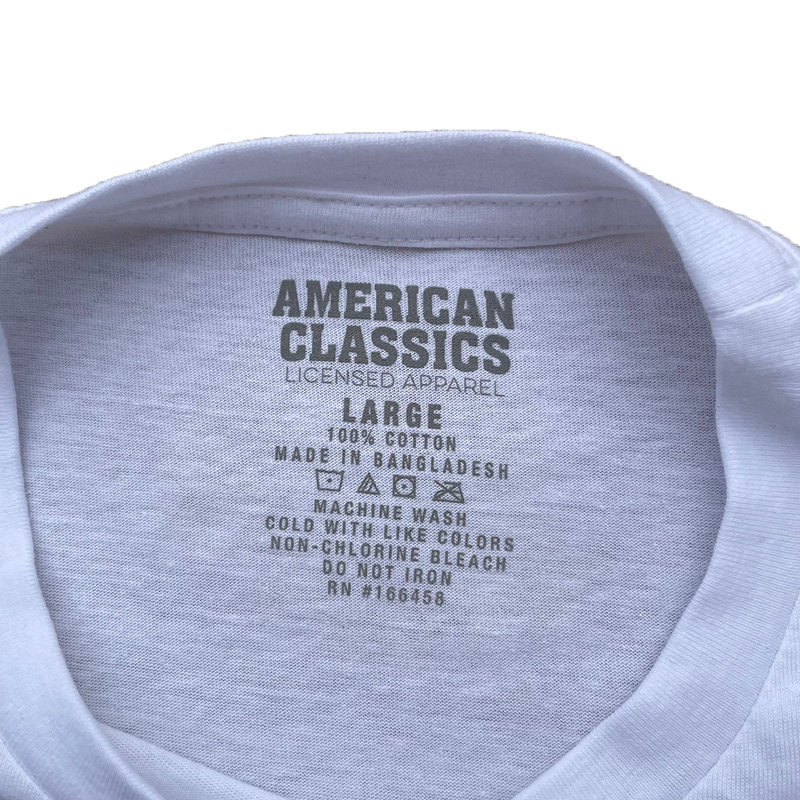 AMERICAN
CLASSICS
LICENSED APPAREL
LARGE
100% COTTON
MADE IN BANGLADESH
MACHINE WASH
COLD WITH LIKE COLORS
NON-CHLORINE BLEACH
DO NOT IRON
RN #166458